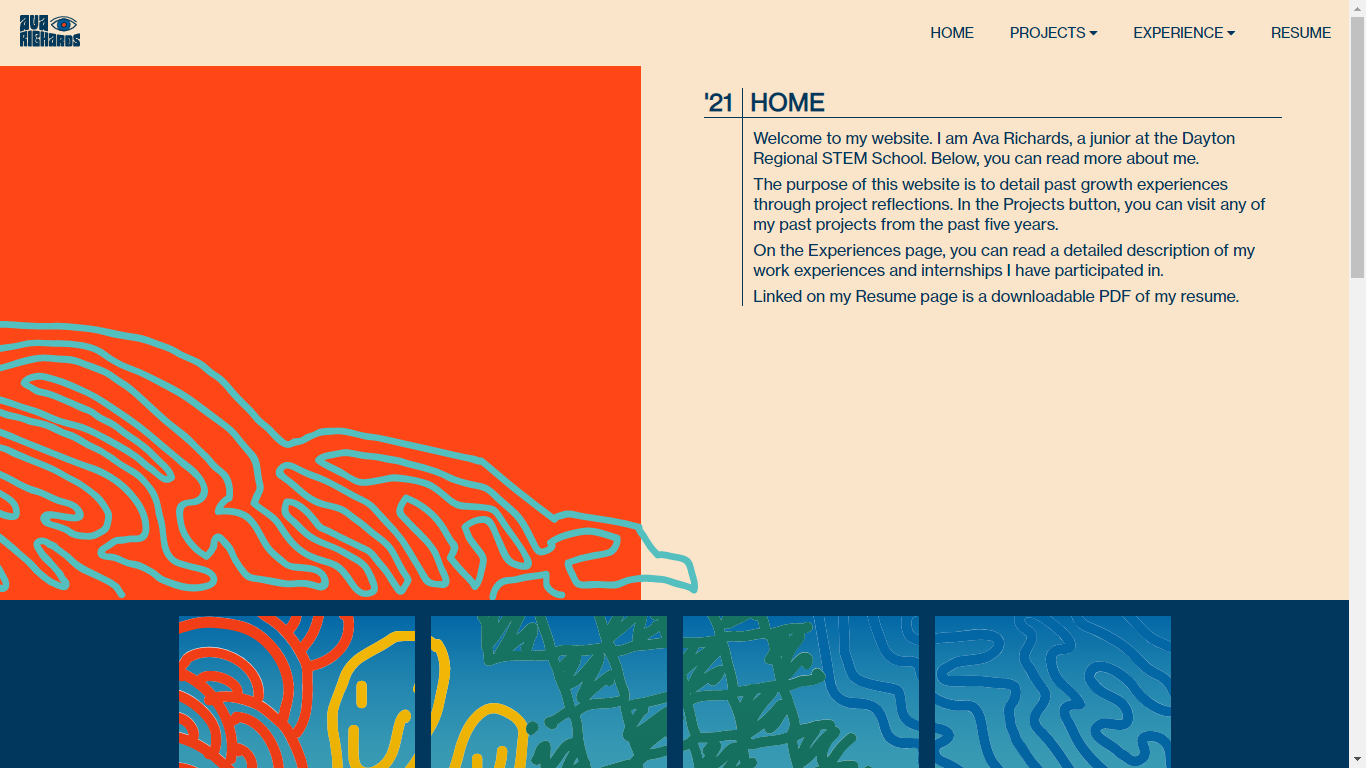 AVA
RICHARDS
HOME PROJECTS EXPERIENCE RESUME
'21 HOME
Welcome to my website. I am Ava Richards, a junior at the Dayton
Regional STEM School. Below, you can read more about me.
The purpose of this website is to detail past growth experiences
through project reflections. In the Projects button, you can visit any of
my past projects from the past five years.
On the Experiences page, you can read a detailed description of my
work experiences and internships I have participated in.
Linked on my Resume page is a downloadable PDF of my resume.